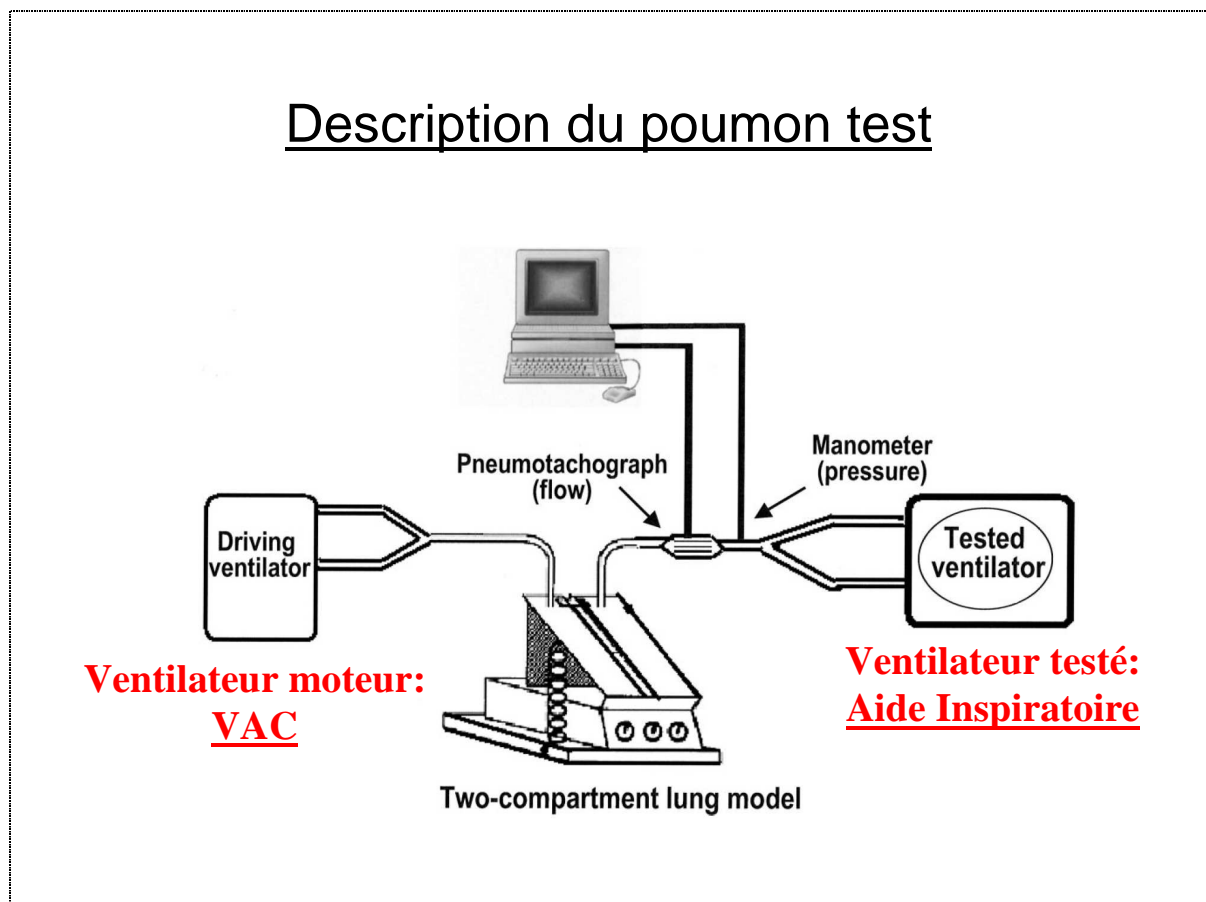 Description du poumon test
Pneumotachograph
(flow)
Manometer
(pressure)
Driving
ventilator
Tested
ventilator
Ventilateur moteur:
VAC
Ventilateur testé:
Aide Inspiratoire
Two-compartment lung model